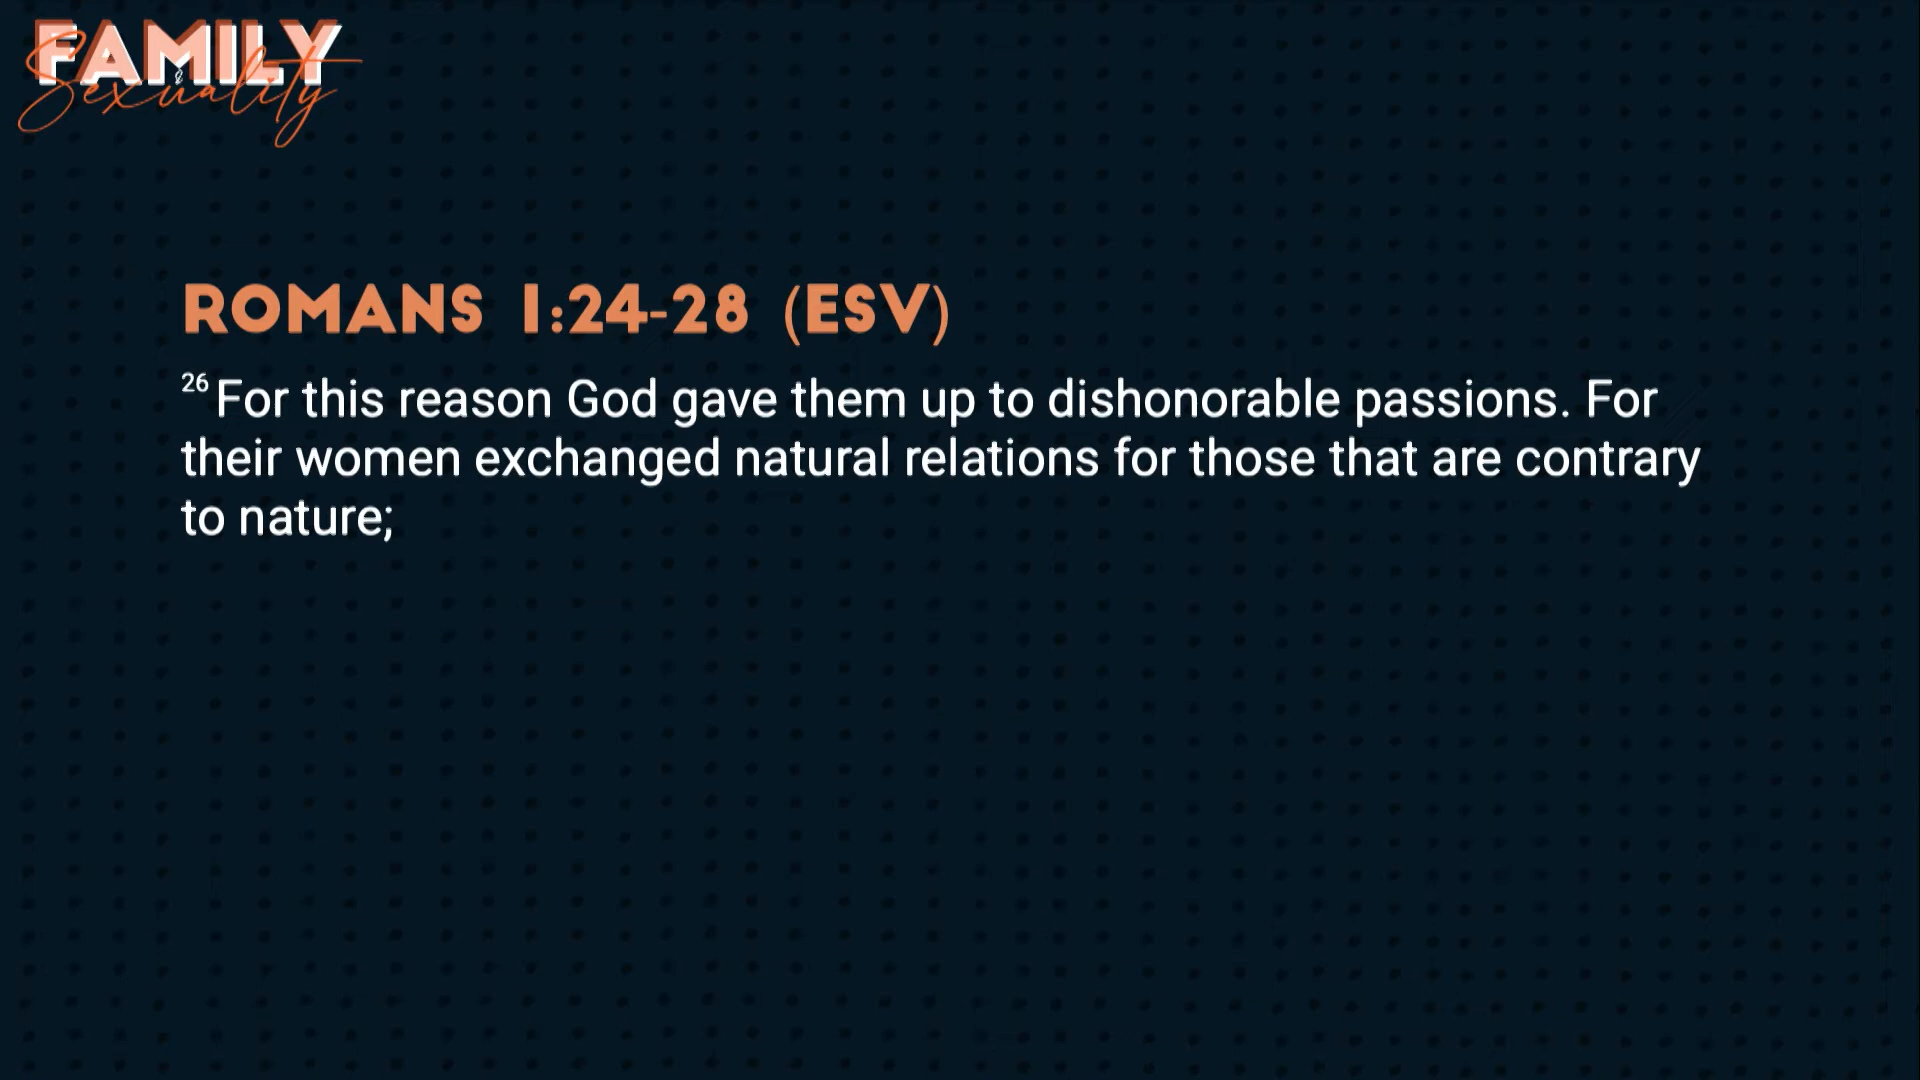 FAMILY
&
Sexuality
ROMANS 1:24-28 (ESV)
26 For this reason God gave them up to dishonorable passions. For
their women exchanged natural relations for those that are contrary
to nature;